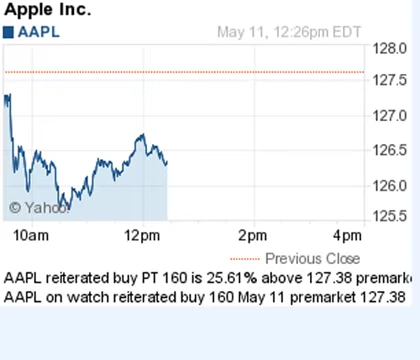 Apple Inc.
AAPL May 11, 12:26pm EDT
128.0
127.5
127.0
126.5
126.0
125.5
© Yahoo!
10am 12pm 2pm 4pm
Previous Close
AAPL reiterated buy PT 160 is 25.61% above 127.38 premark
AAPL on watch reiterated buy 160 May 11 premarket 127.38